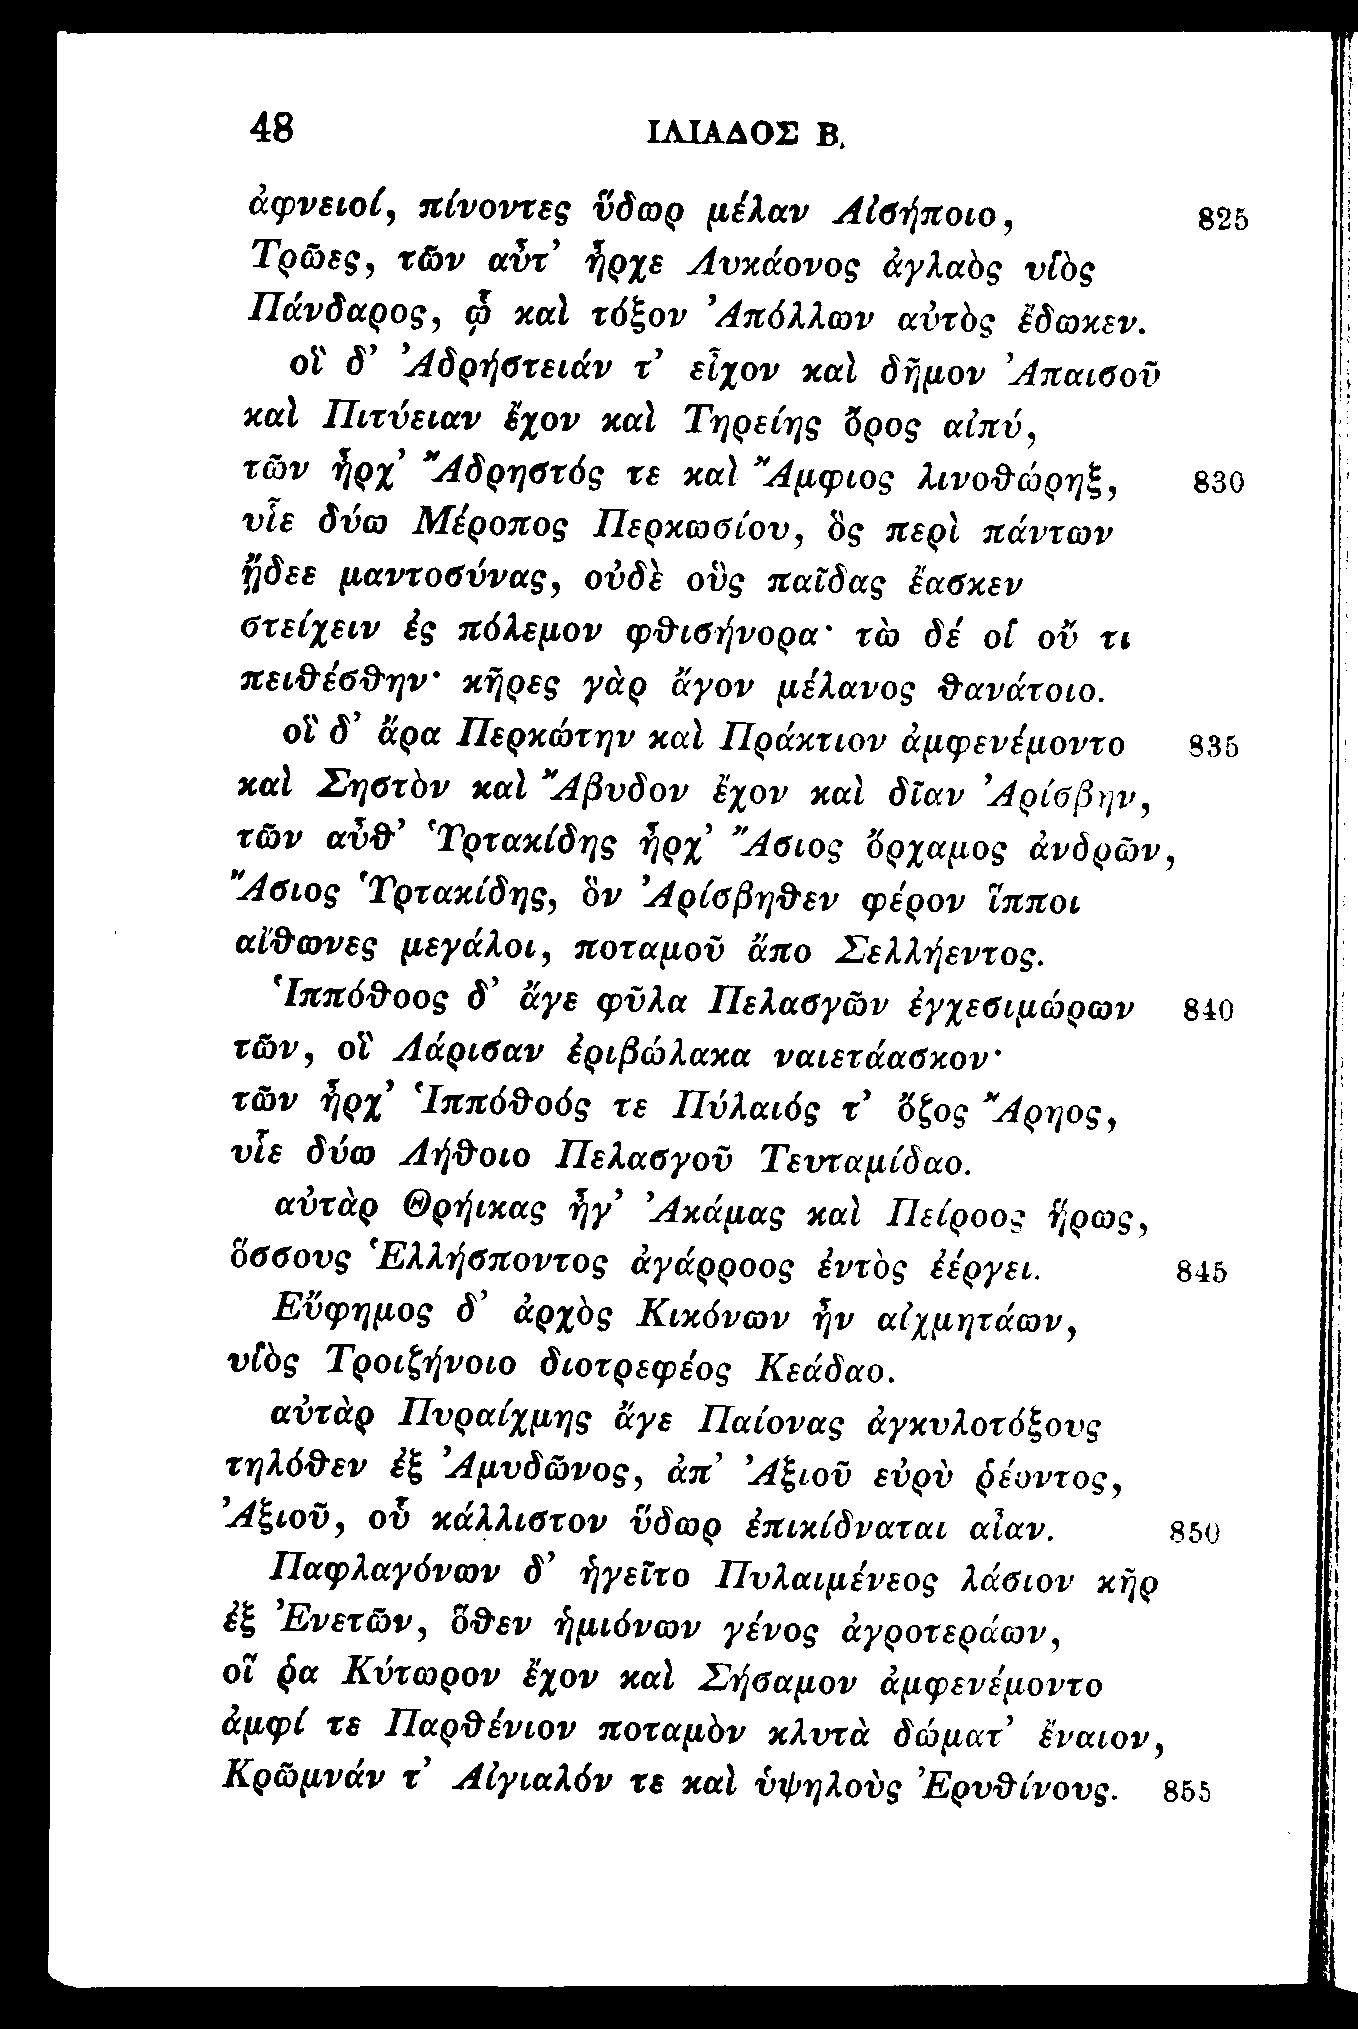 48 ΙΛΙΑΔΟΣ Β.
ἀφνειοί, πίνοντες ὕδωρ μέλαν Αἰσήποιο, 825
Τρῶες, τῶν αὖτ’ ἦρχε Λυκάονος ἀγλαὸς υἱὸς
Πάνδαρος, ᾧ καὶ τόξον Ἀπόλλων αὐτὸς ἔδωκεν.
οἳ δ’ Ἀδρήστειάν τ’ εἶχον καὶ δῆμον Ἀπαισοῦ
καὶ Πιτύειαν ἔχον καὶ Τηρείης ὄρος αἰπύ,
τῶν ἦρχ’ Ἄδρηστός τε καὶ Ἄμφιος λινοθώρηξ, 830
υἷε δύω Μέροπος Περκωσίου, ὃς περὶ πάντων
ᾔδεε μαντοσύνας, οὐδὲ οὓς παῖδας ἔασκεν
στείχειν ἐς πόλεμον φθισήνορα· τὼ δέ οἱ οὔ τι
πειθέσθην· κῆρες γὰρ ἄγον μέλανος θανάτοιο.
οἳ δ’ ἄρα Περκώτην καὶ Πράκτιον ἀμφενέμοντο 835
καὶ Σηστὸν καὶ Ἄβυδον ἔχον καὶ δῖαν Ἀρίσβην,
τῶν αὖθ’ Ὑρτακίδης ἦρχ’ Ἄσιος ὄρχαμος ἀνδρῶν,
Ἄσιος Ὑρτακίδης, ὃν Ἀρίσβηθεν φέρον ἵπποι
αἴθωνες μεγάλοι, ποταμοῦ ἄπο Σελλήεντος.
Ἱππόθοος δ’ ἄγε φῦλα Πελασγῶν ἐγχεσιμώρων 840
τῶν, οἳ Λάρισαν ἐριβώλακα ναιετάασκον·
τῶν ἦρχ’ Ἱππόθοός τε Πύλαιός τ’ ὄζος Ἄρηος,
υἷε δύω Λήθοιο Πελασγοῦ Τευταμίδαο.
αὐτὰρ Θρήικας ἦγ’ Ἀκάμας καὶ Πείροος ἥρως,
ὅσσους Ἑλλήσποντος ἀγάρροος ἐντὸς ἐέργει. 845
Εὔφημος δ’ ἀρχὸς Κικόνων ἦν αἰχμητάων,
υἱὸς Τροιζήνοιο διοτρεφέος Κεάδαο.
αὐτὰρ Πυραίχμης ἄγε Παίονας ἀγκυλοτόξους
τηλόθεν ἐξ Ἀμυδῶνος, ἀπ’ Ἀξιοῦ εὐρὺ ῥέοντος,
Ἀξιοῦ, οὗ κάλλιστον ὕδωρ ἐπικίδναται αἶαν. 850
Παφλαγόνων δ’ ἡγεῖτο Πυλαιμένεος λάσιον κῆρ
ἐξ Ἐνετῶν, ὅθεν ἡμιόνων γένος ἀγροτεράων,
οἵ ῥα Κύτωρον ἔχον καὶ Σήσαμον ἀμφενέμοντο
ἀμφί τε Παρθένιον ποταμὸν κλυτὰ δώματ’ ἔναιον,
Κρῶμνάν τ’ Αἰγιαλόν τε καὶ ὑψηλοὺς Ἐρυθίνους. 855